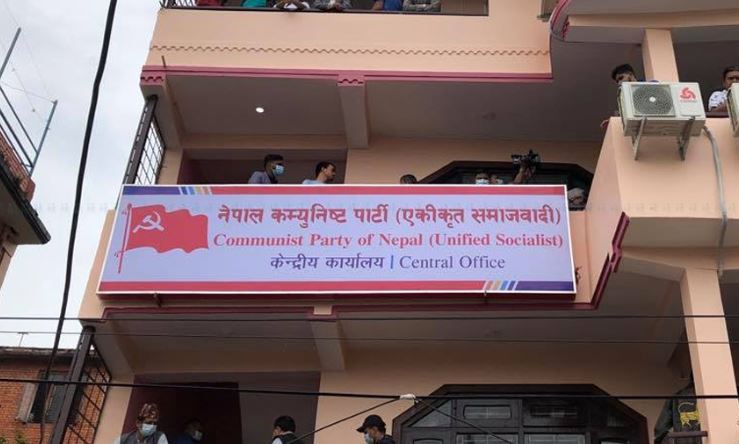 नेपाल कम्युनिष्ट पार्टी (एकीकृत समाजवादी)
Communist Party of Nepal (Unified Socialist)
केन्द्रीय कार्यालय | Central Office